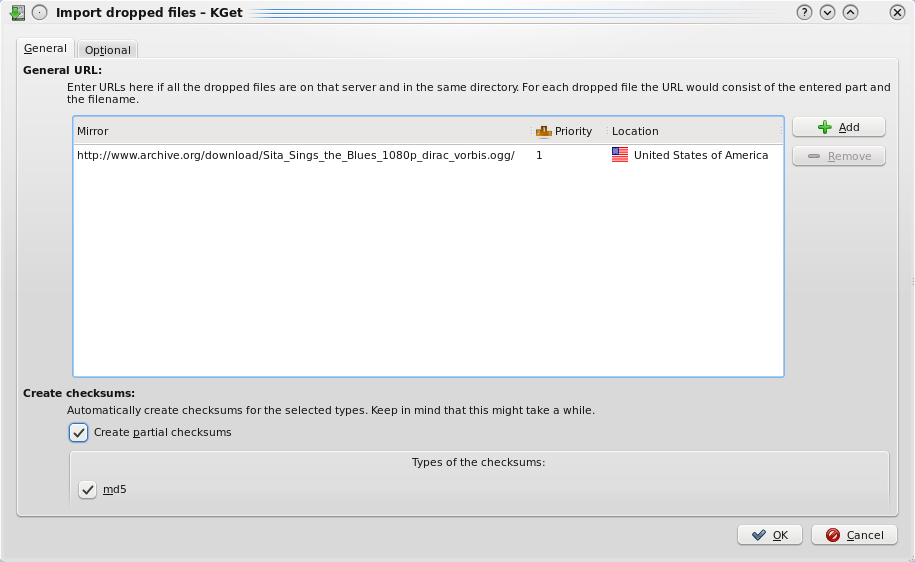 Import dropped files – KGet
General
Optional
General URL:
Enter URLs here if all the dropped files are on that server and in the same directory. For each dropped file the URL would consist of the entered part and
the filename.
Mirror Priority Location
http://www.archive.org/download/Sita_Sings_the_Blues_1080p_dirac_vorbis.ogg/ 1 United States of America
Add
Remove
Create checksums:
Automatically create checksums for the selected types. Keep in mind that this might take a while.
Create partial checksums
Types of the checksums:
md5
OK
Cancel